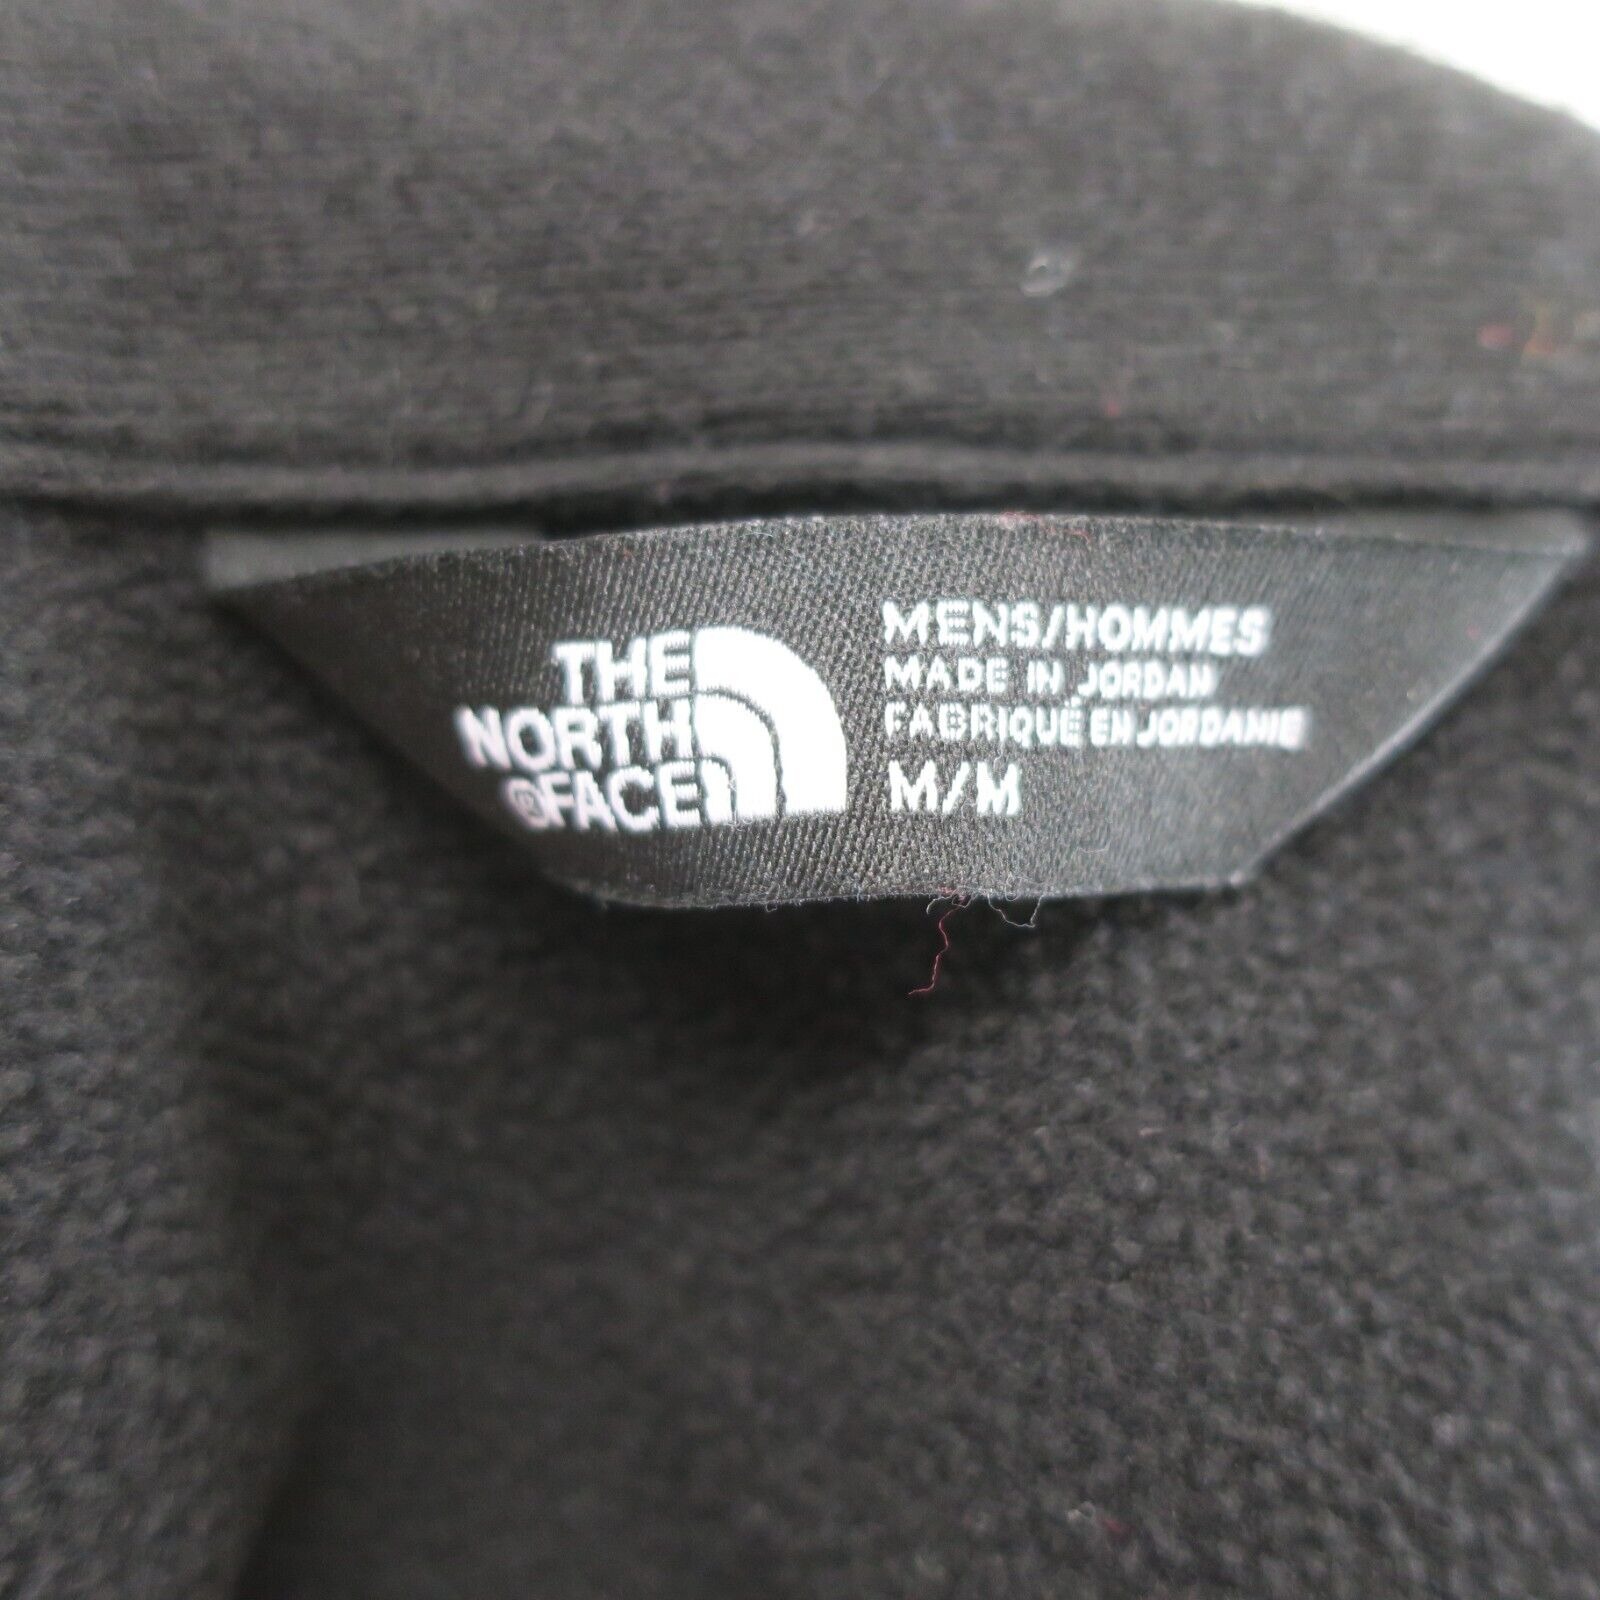 THE
NORTH
®FACE
MENS/HOMMES
MADE IN JORDAN
FABRIQUÉ EN JORDANIE
M/M